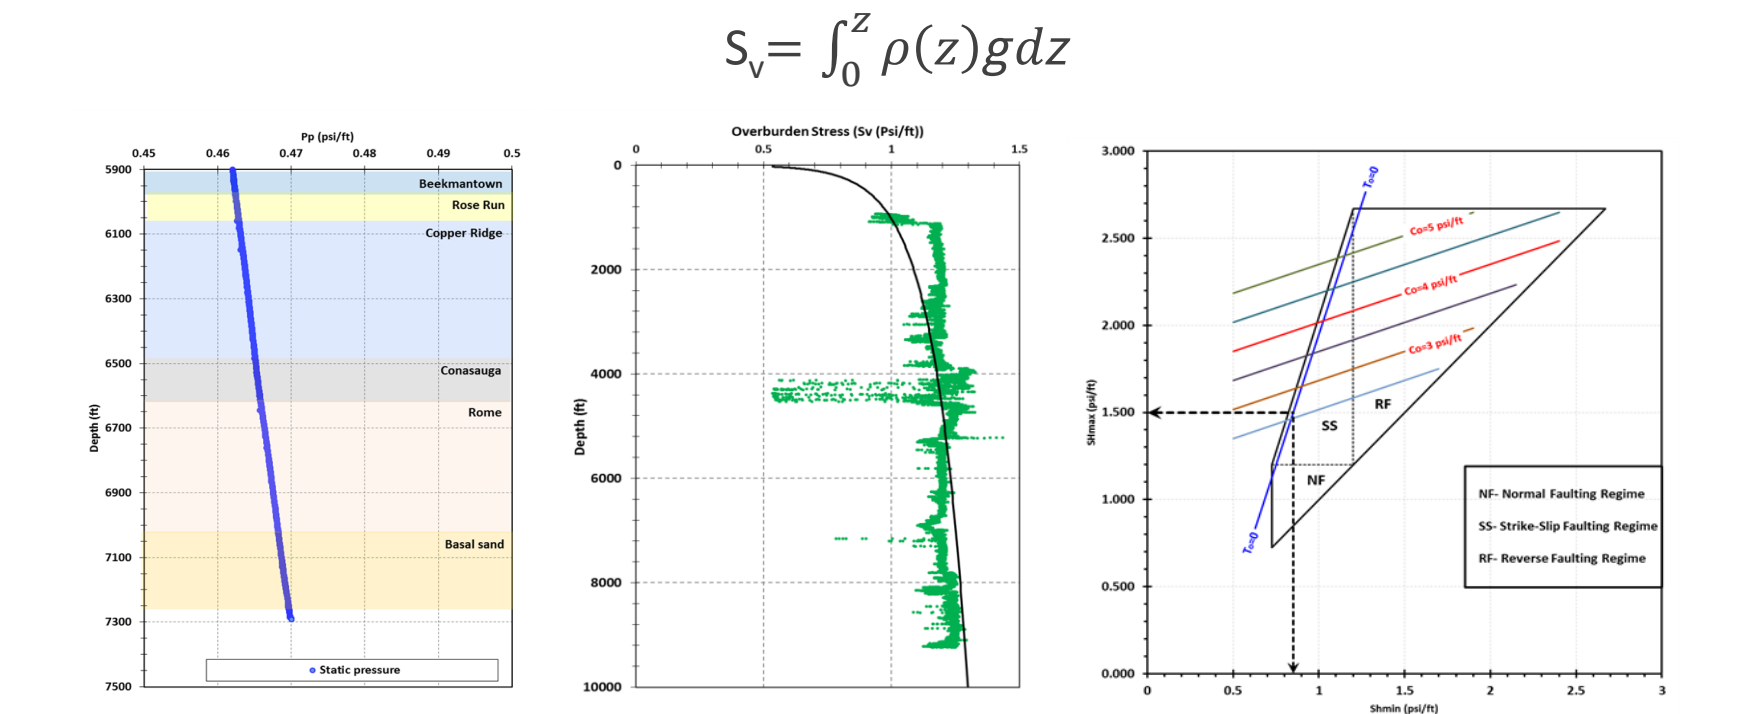 Sv= ∫₀ᶻ ρ(z)gdz
Pp (psi/ft)
0.45 0.46 0.47 0.48 0.49 0.5
5900
6100
6300
6500
6700
6900
7100
7300
7500
Depth (ft)
Beekmantown
Rose Run
Copper Ridge
Conasauga
Rome
Basal sand
Static pressure
Overburden Stress (Sv (Psi/ft))
0 0.5 1 1.5
0
2000
4000
6000
8000
10000
Depth (ft)
3.000
2.500
2.000
1.500
1.000
0.500
0.000
SHmax (psi/ft)
T₀=0
Co=5 psi/ft
Co=4 psi/ft
Co=3 psi/ft
RF
SS
NF
T₀=0
NF- Normal Faulting Regime
SS- Strike-Slip Faulting Regime
RF- Reverse Faulting Regime
0 0.5 1 1.5 2 2.5 3
Shmin (psi/ft)